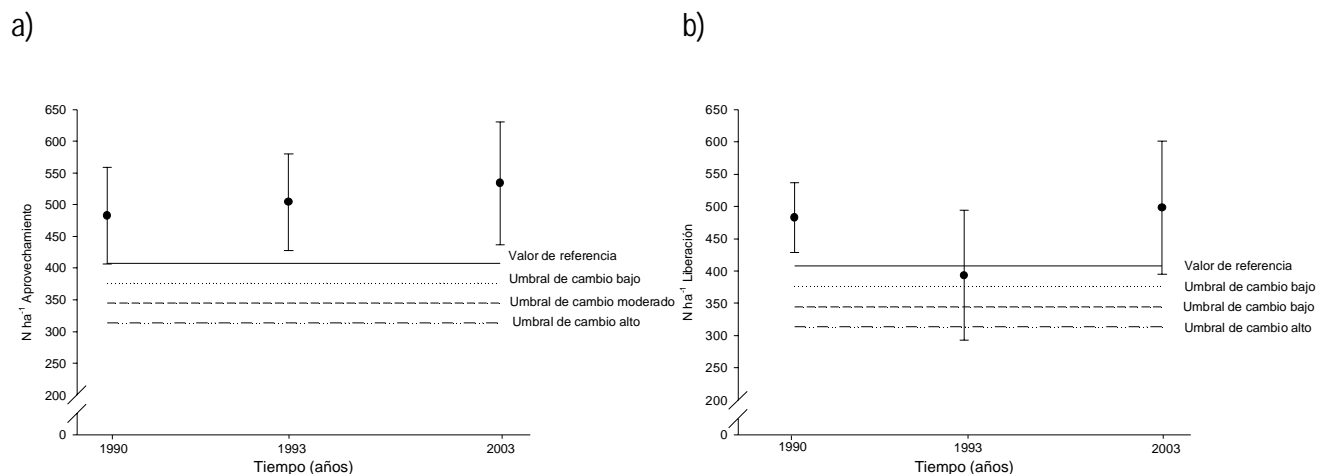 a)
650
600
550
500
450
400
350
300
250
200
0
N ha⁻¹ Aprovechamiento
Valor de referencia
Umbral de cambio bajo
Umbral de cambio moderado
Umbral de cambio alto
1990
1993
2003
Tiempo (años)
b)
650
600
550
500
450
400
350
300
250
200
0
N ha⁻¹ Liberación
Valor de referencia
Umbral de cambio bajo
Umbral de cambio bajo
Umbral de cambio alto
1990
1993
2003
Tiempo (años)